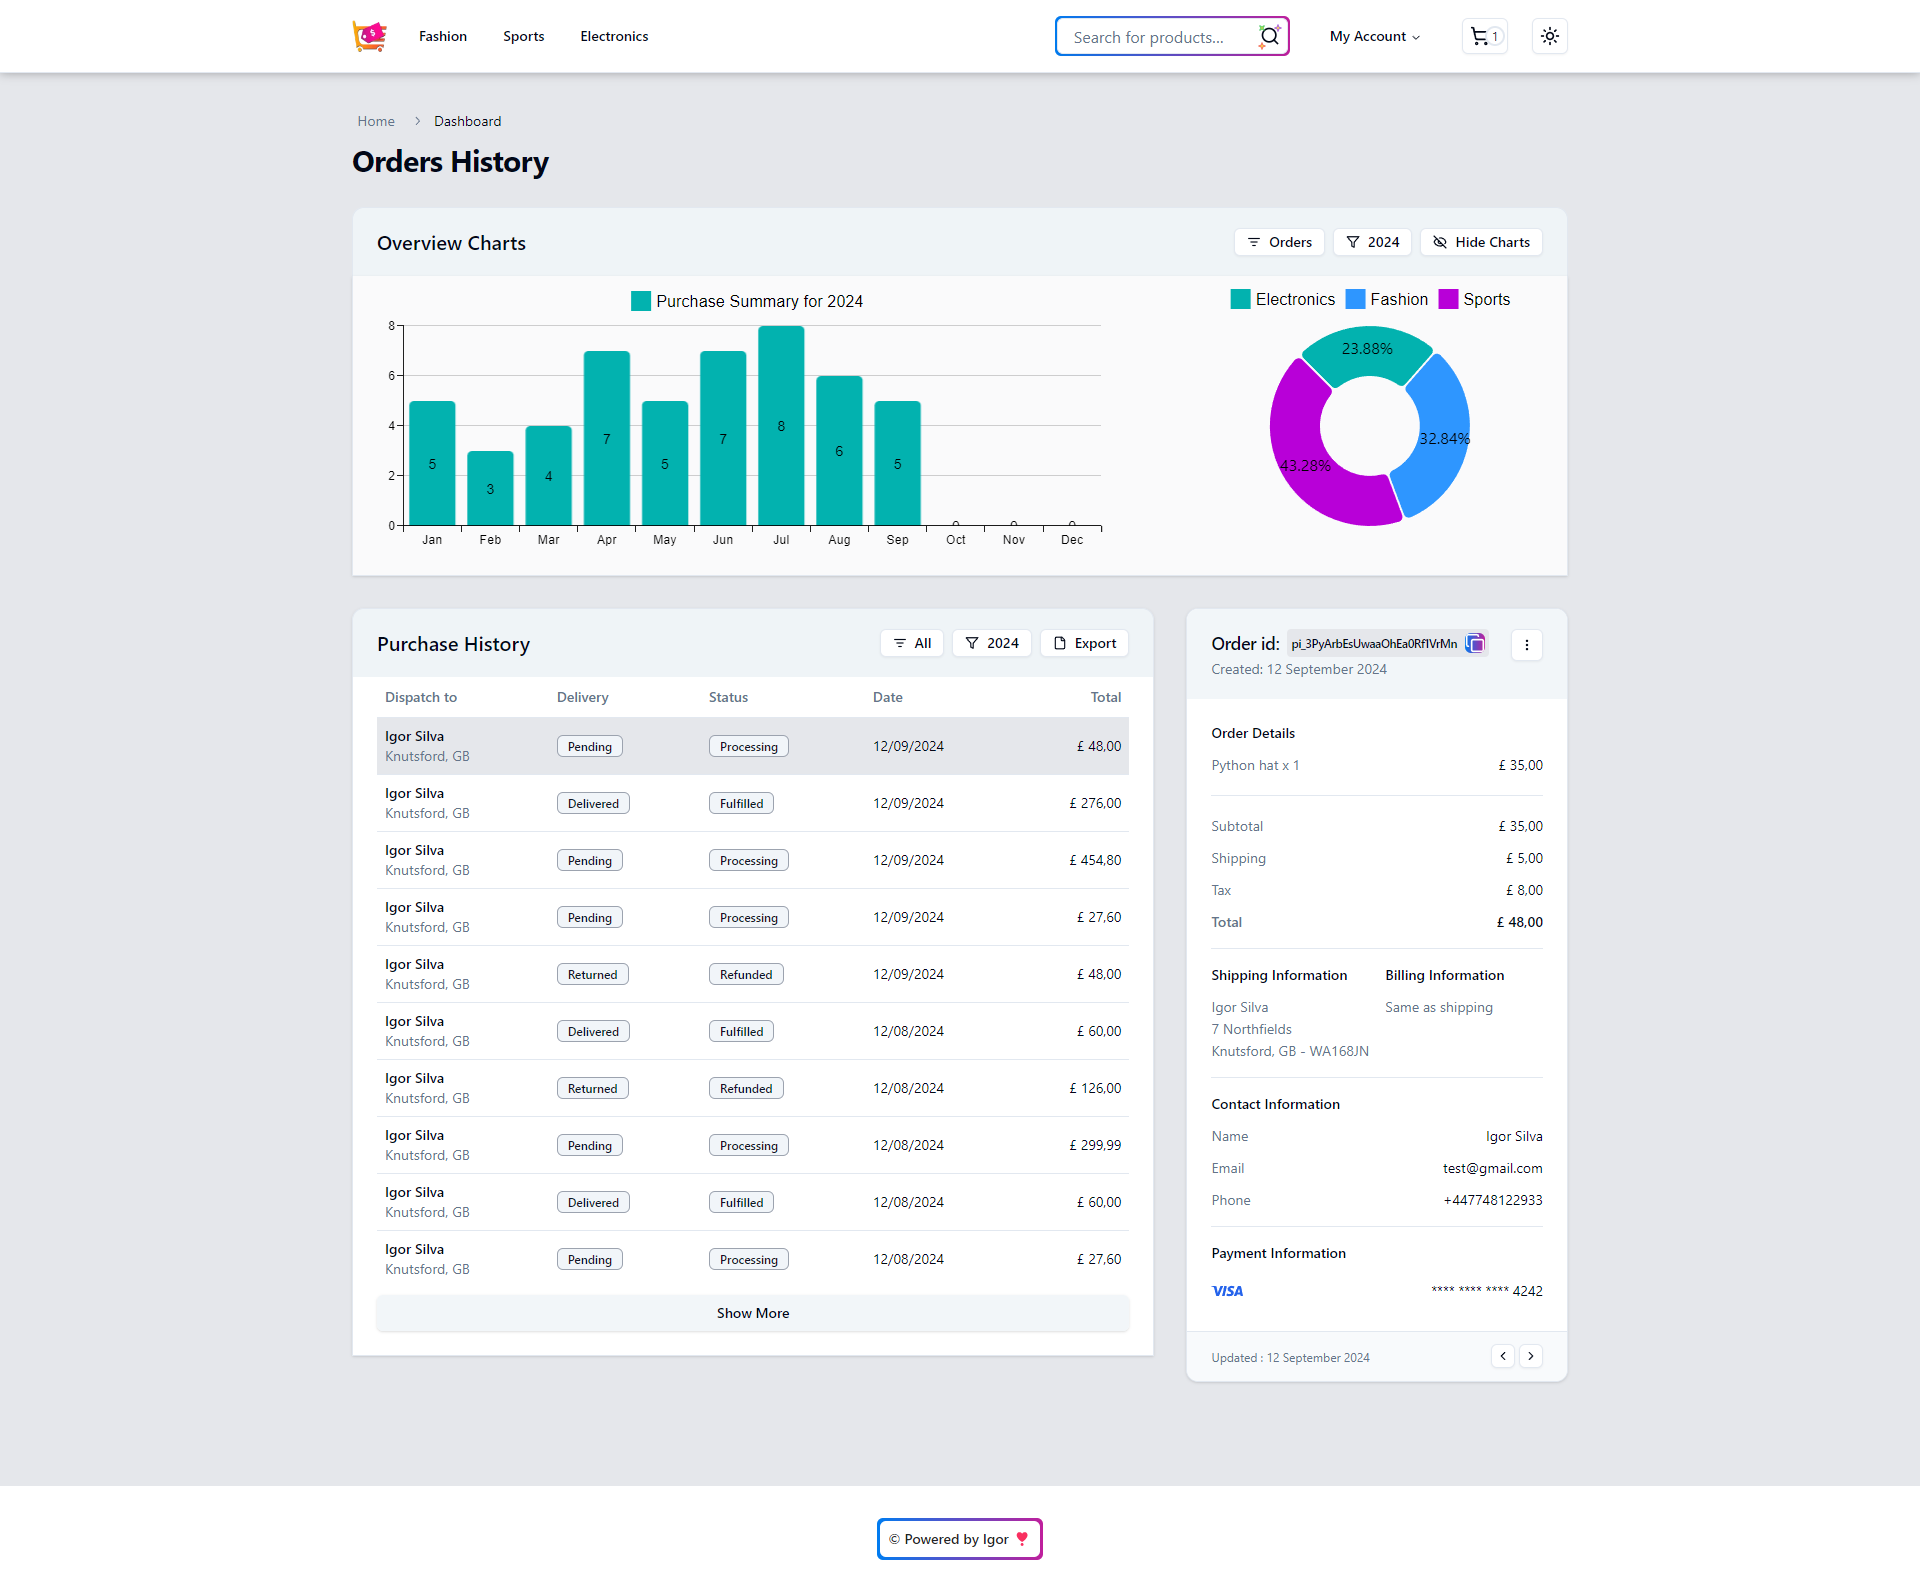 Fashion Sports Electronics Search for products... My Account 1
Home Dashboard
Orders History
Overview Charts Orders 2024 Hide Charts
Purchase Summary for 2024
8
6
4
2
0
5 3 4 7 5 7 8 6 5 0 0 0
Jan Feb Mar Apr May Jun Jul Aug Sep Oct Nov Dec
Electronics Fashion Sports
23.88%
32.84%
43.28%
Purchase History All 2024 Export
Dispatch to Delivery Status Date Total
Igor Silva
Knutsford, GB
Pending Processing 12/09/2024 £ 48,00
Igor Silva
Knutsford, GB
Delivered Fulfilled 12/09/2024 £ 276,00
Igor Silva
Knutsford, GB
Pending Processing 12/09/2024 £ 454,80
Igor Silva
Knutsford, GB
Pending Processing 12/09/2024 £ 27,60
Igor Silva
Knutsford, GB
Returned Refunded 12/09/2024 £ 48,00
Igor Silva
Knutsford, GB
Delivered Fulfilled 12/08/2024 £ 60,00
Igor Silva
Knutsford, GB
Returned Refunded 12/08/2024 £ 126,00
Igor Silva
Knutsford, GB
Pending Processing 12/08/2024 £ 299,99
Igor Silva
Knutsford, GB
Delivered Fulfilled 12/08/2024 £ 60,00
Igor Silva
Knutsford, GB
Pending Processing 12/08/2024 £ 27,60
Show More
Order id: pi_3PyArbEsUwaaOhEa0Rf1VrMn
Created: 12 September 2024
Order Details
Python hat x 1 £ 35,00
Subtotal £ 35,00
Shipping £ 5,00
Tax £ 8,00
Total £ 48,00
Shipping Information
Igor Silva
7 Northfields
Knutsford, GB - WA168JN
Billing Information
Same as shipping
Contact Information
Name Igor Silva
Email test@gmail.com
Phone +447748122933
Payment Information
VISA **** **** **** 4242
Updated : 12 September 2024
© Powered by Igor